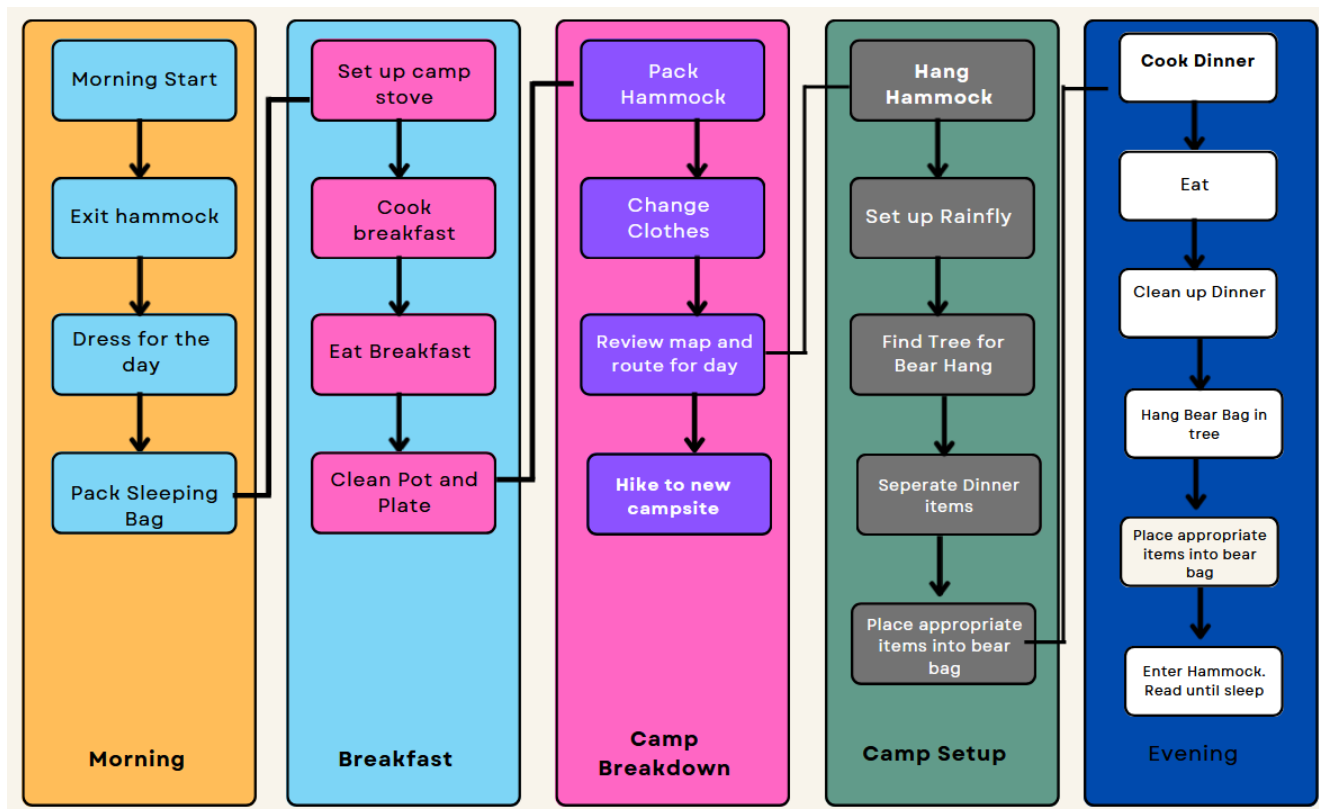 Morning Start
Exit hammock
Dress for the
day
Pack Sleeping
Bag
Morning
Set up camp
stove
Cook
breakfast
Eat Breakfast
Clean Pot and
Plate
Breakfast
Pack
Hammock
Change
Clothes
Review map and
route for day
Hike to new
campsite
Camp
Breakdown
Hang
Hammock
Set up Rainfly
Find Tree for
Bear Hang
Seperate Dinner
items
Place appropriate
items into bear
bag
Camp Setup
Cook Dinner
Eat
Clean up Dinner
Hang Bear Bag in
tree
Place appropriate
items into bear
bag
Enter Hammock.
Read until sleep
Evening